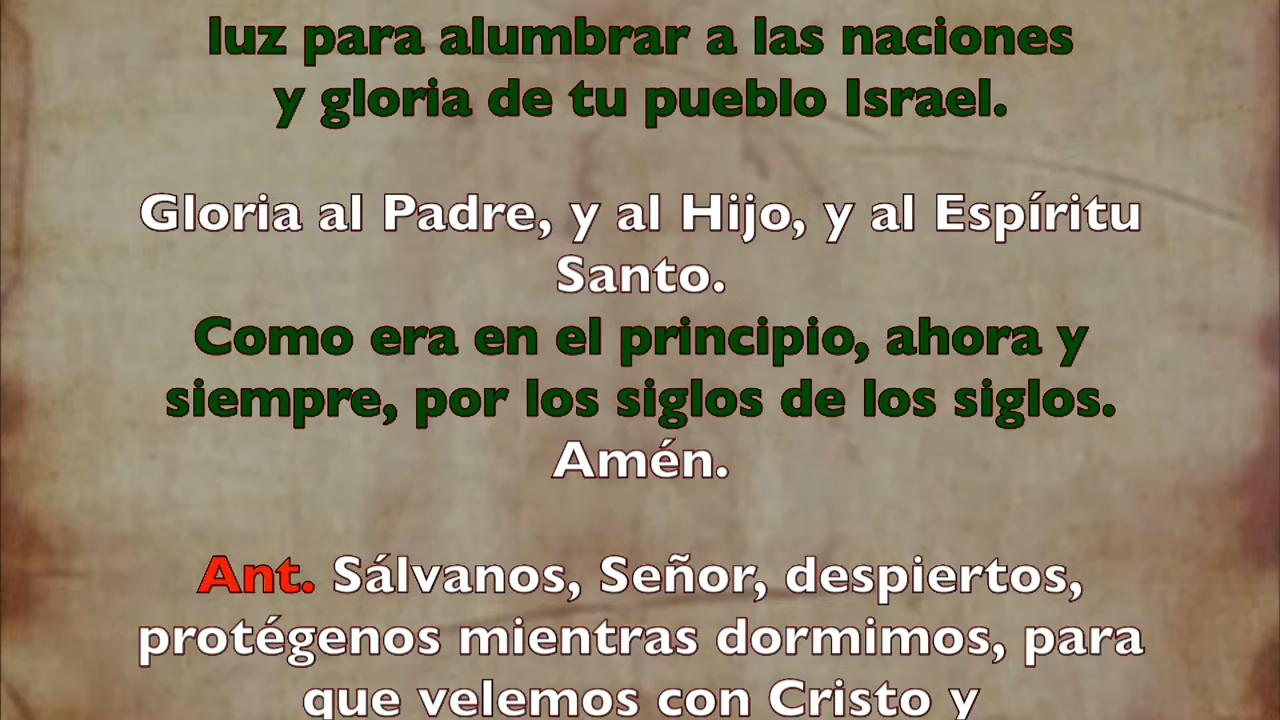 luz para alumbrar a las naciones
y gloria de tu pueblo Israel.
Gloria al Padre, y al Hijo, y al Espíritu
Santo.
Como era en el principio, ahora y
siempre, por los siglos de los siglos.
Amén.
Ant. Sálvanos, Señor, despiertos,
protégenos mientras dormimos, para
que velemos con Cristo y